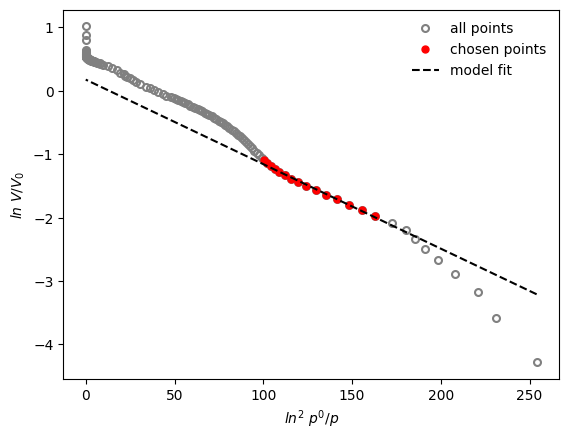 all points
chosen points
model fit
1
0
−1
−2
−3
−4
ln V/V₀
0
50
100
150
200
250
ln² p⁰/p